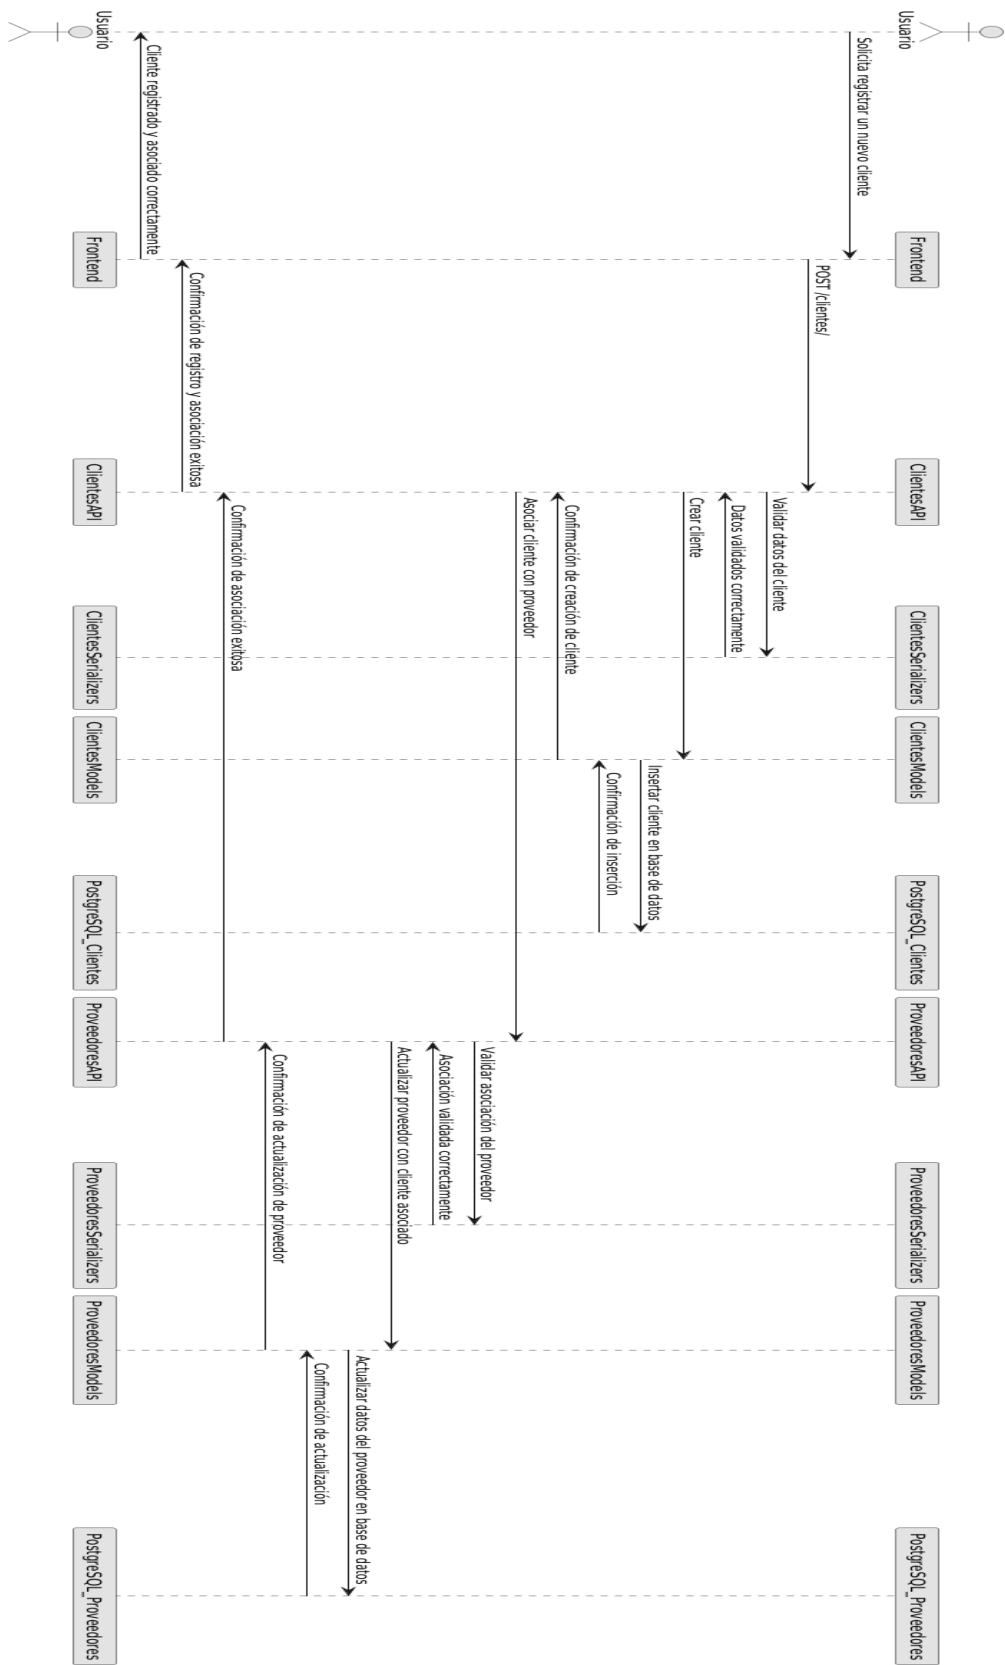 Usuario
Frontend
ClientesAPI
ClientesSerializers
ClientesModels
PostgreSQL_Clientes
ProveedoresAPI
ProveedoresSerializers
ProveedoresModels
PostgreSQL_Proveedores
Solicita registrar un nuevo cliente
POST /clientes/
Validar datos del cliente
Datos validados correctamente
Crear cliente
Insertar cliente en base de datos
Confirmación de inserción
Confirmación de creación de cliente
Asociar cliente con proveedor
Validar asociación del proveedor
Asociación validada correctamente
Actualizar proveedor con cliente asociado
Actualizar datos del proveedor en base de datos
Confirmación de actualización
Confirmación de actualización de proveedor
Confirmación de asociación exitosa
Confirmación de registro y asociación exitosa
Cliente registrado y asociado correctamente
Usuario
Frontend
ClientesAPI
ClientesSerializers
ClientesModels
PostgreSQL_Clientes
ProveedoresAPI
ProveedoresSerializers
ProveedoresModels
PostgreSQL_Proveedores